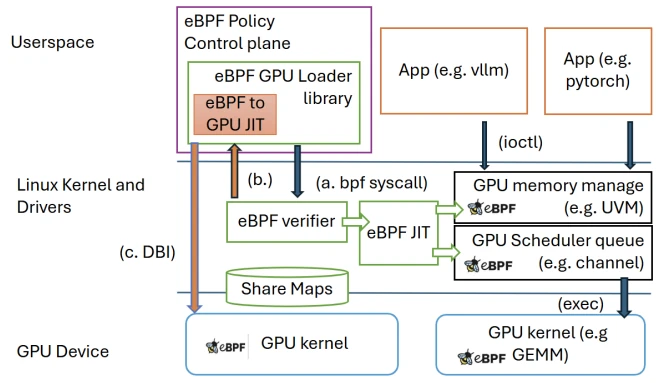 Userspace
eBPF Policy
Control plane
eBPF GPU Loader
library
eBPF to
GPU JIT
App (e.g. vllm)
App (e.g.
pytorch)
(ioctl)
Linux Kernel and
Drivers
(b.)
(a. bpf syscall)
eBPF verifier
eBPF JIT
GPU memory manage
eBPF (e.g. UVM)
GPU Scheduler queue
eBPF (e.g. channel)
(c. DBI)
Share Maps
(exec)
GPU Device
eBPF GPU kernel
GPU kernel (e.g
eBPF GEMM)